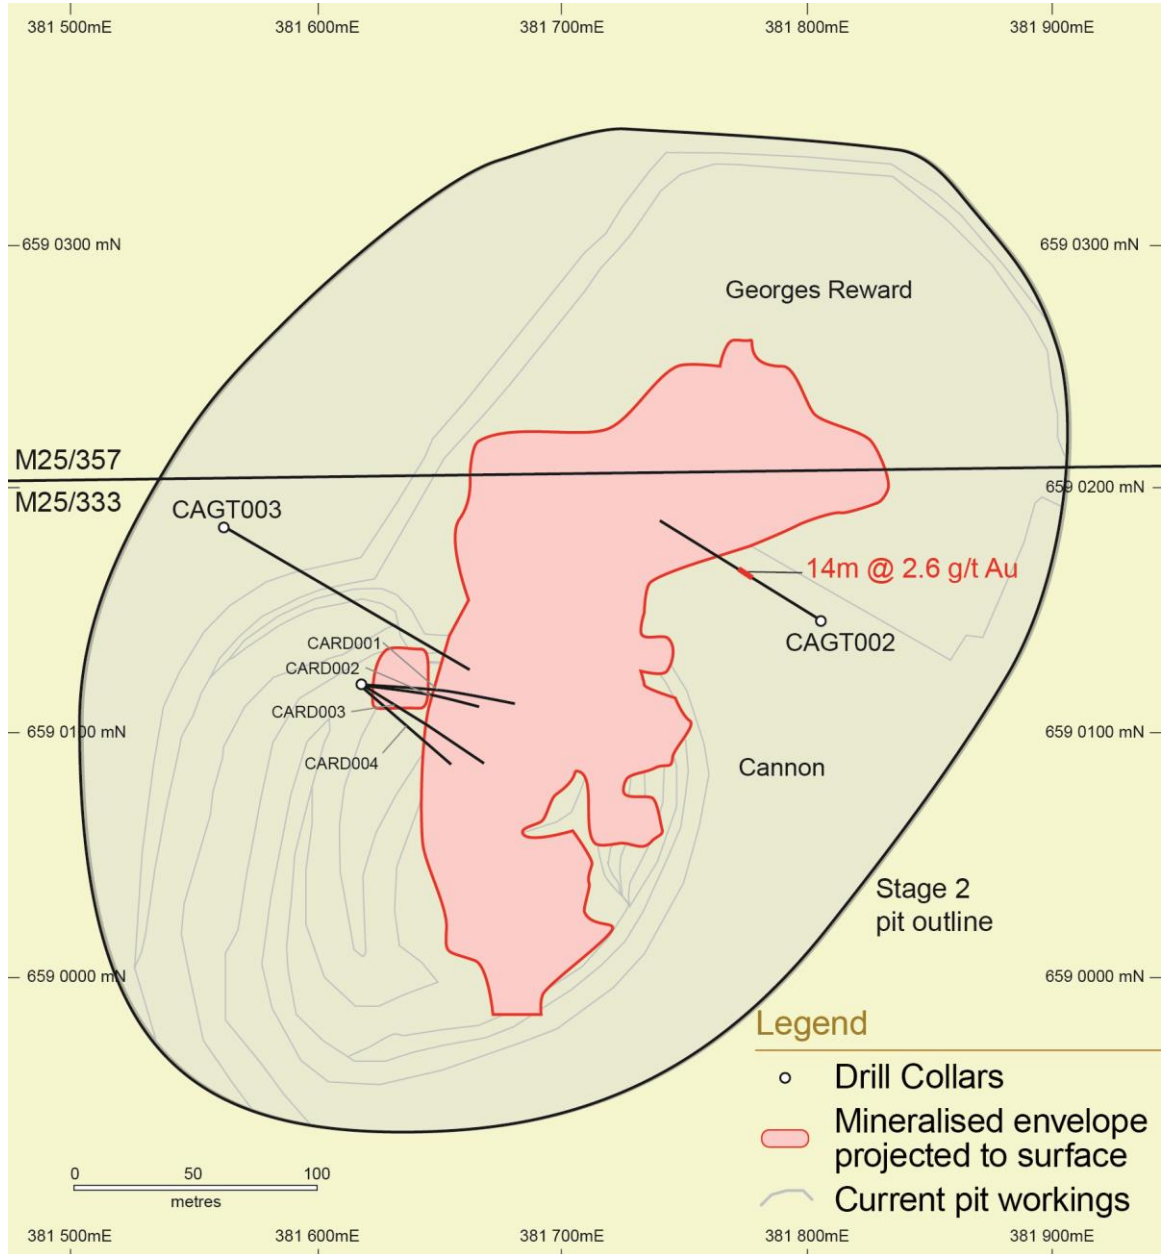 381 500mE
381 600mE
381 700mE
381 800mE
381 900mE
659 0300 mN
659 0300 mN
Georges Reward
M25/357
M25/333
659 0200 mN
CAGT003
14m @ 2.6 g/t Au
CAGT002
CARD001
CARD002
CARD003
659 0100 mN
659 0100 mN
CARD004
Cannon
Stage 2
pit outline
659 0000 mN
659 0000 mN
Legend
Drill Collars
Mineralised envelope
projected to surface
Current pit workings
0 50 100
metres
381 500mE
381 600mE
381 700mE
381 800mE
381 900mE